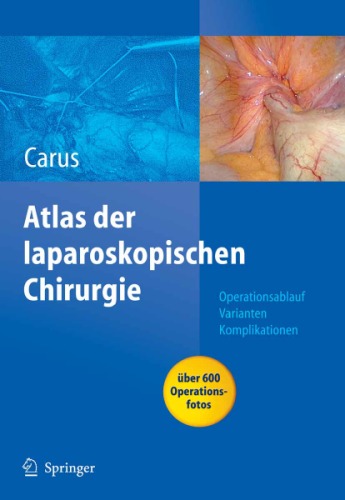 Carus
Atlas der
laparoskopischen
Chirurgie
Operationsablauf
Varianten
Komplikationen
über 600
Operations-
fotos
Springer